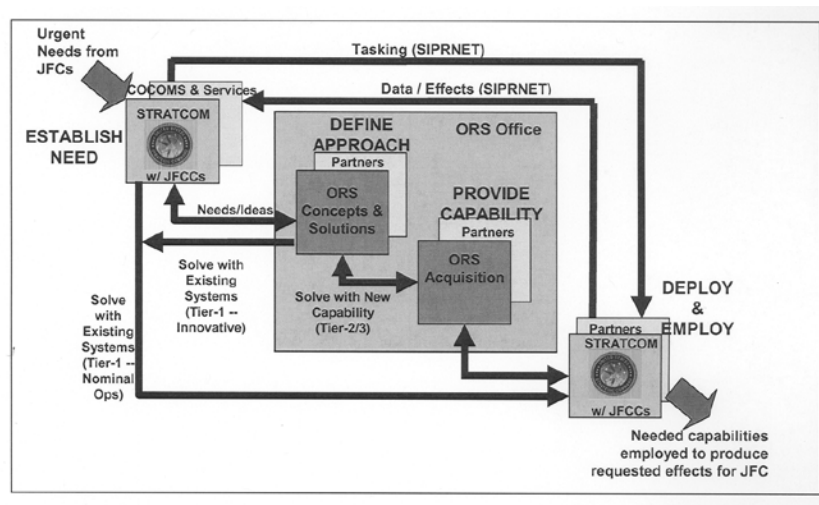 Urgent
Needs from
JFCs
Tasking (SIPRNET)
COCOMS & Services
Data / Effects (SIPRNET)
STRATCOM
w/ JFCCs
ESTABLISH
NEED
ORS Office
DEFINE
APPROACH
Partners
ORS
Concepts &
Solutions
PROVIDE
CAPABILITY
Partners
ORS
Acquisition
Needs/Ideas
Solve with
Existing
Systems
(Tier-1 --
Innovative)
Solve with New
Capability
(Tier-2/3)
Solve
with
Existing
Systems
(Tier-1 --
Nominal
Ops)
DEPLOY
&
EMPLOY
Partners
STRATCOM
w/ JFCCs
Needed capabilities
employed to produce
requested effects for JFC